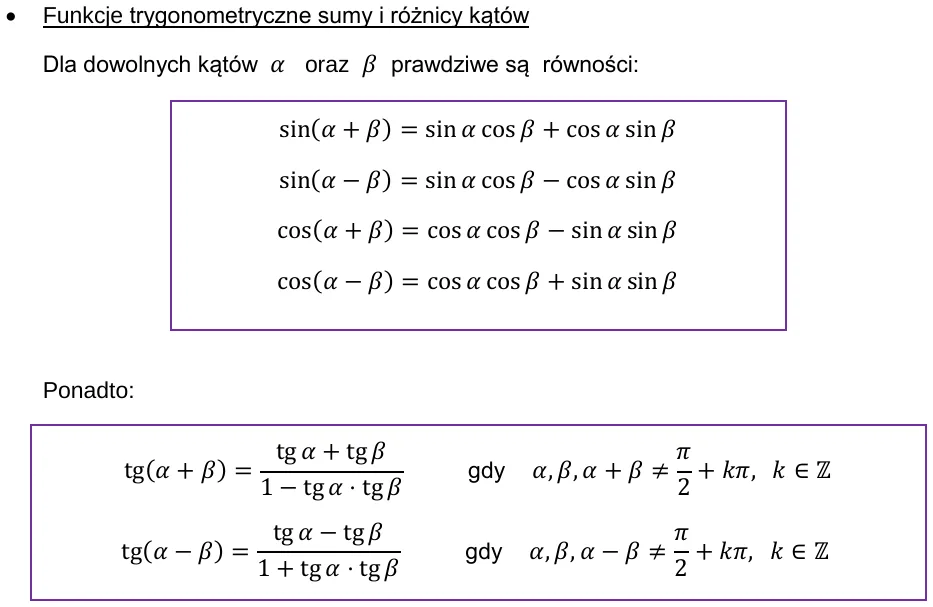 • Funkcje trygonometryczne sumy i różnicy kątów
Dla dowolnych kątów α oraz β prawdziwe są równości:
sin(α + β) = sin α cos β + cos α sin β
sin(α − β) = sin α cos β − cos α sin β
cos(α + β) = cos α cos β − sin α sin β
cos(α − β) = cos α cos β + sin α sin β
Ponadto:
tg(α + β) = (tg α + tg β)/(1 − tg α · tg β) gdy α, β, α + β ≠ π/2 + kπ, k ∈ ℤ
tg(α − β) = (tg α − tg β)/(1 + tg α · tg β) gdy α, β, α − β ≠ π/2 + kπ, k ∈ ℤ